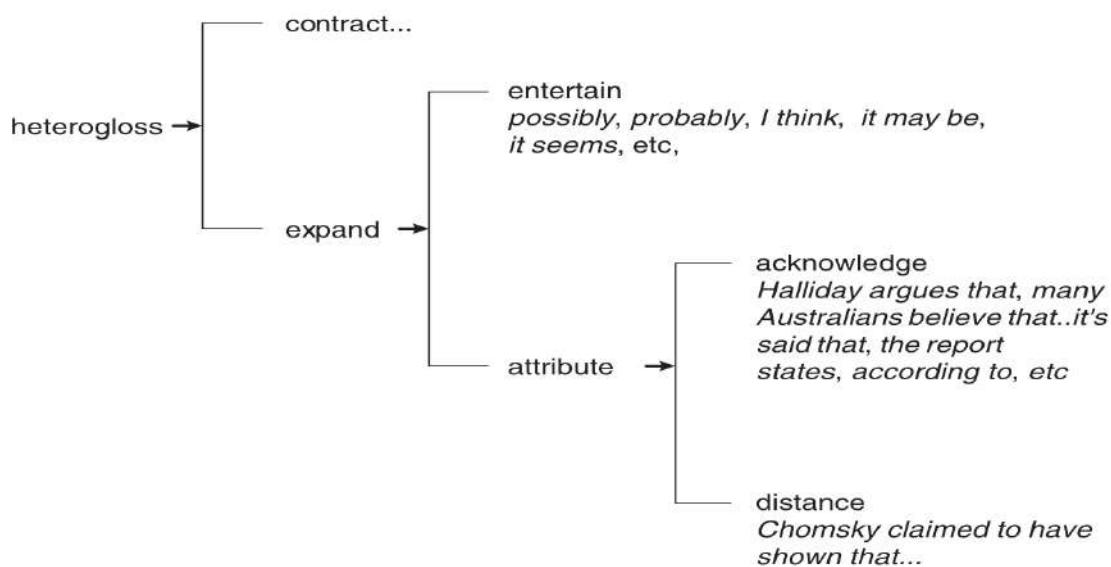 contract...
entertain
possibly, probably, I think, it may be,
it seems, etc,
heterogloss
expand
acknowledge
Halliday argues that, many
Australians believe that..it's
said that, the report
states, according to, etc
attribute
distance
Chomsky claimed to have
shown that...